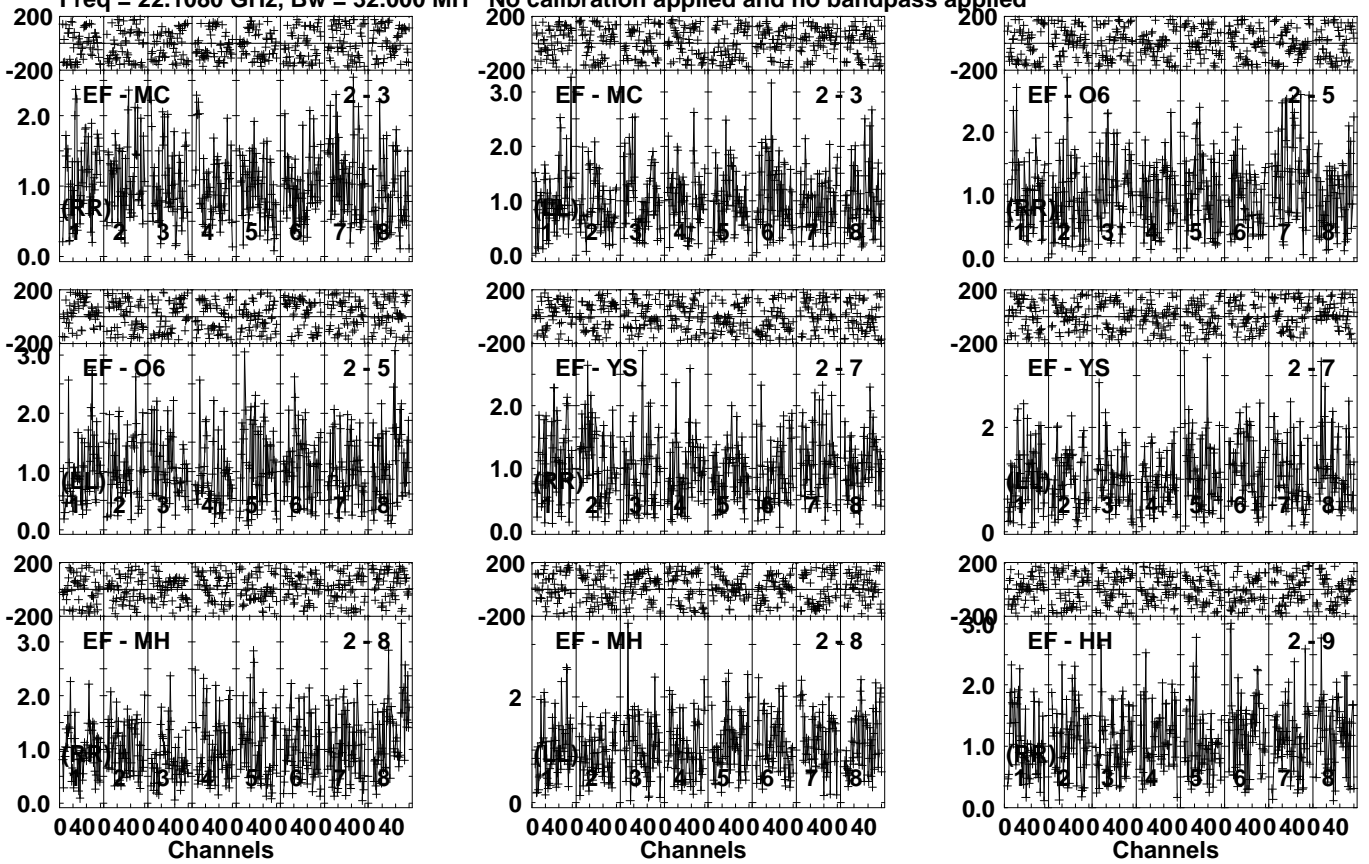 Freq = 22.1080 GHz, Bw = 32.000 MH No calibration applied and no bandpass applied
200 200 200
-200 -200 -200
EF - MC 2 - 3 EF - MC 2 - 3 EF - O6 2 - 5
3.0
2.0 2.0 2.0
1.0 1.0 1.0
(RR) (LL) (RR)
1 2 3 4 5 6 7 8 1 2 3 4 5 6 7 8 1 2 3 4 5 6 7 8
0.0 0.0 0.0
200 200 200
-200 -200 -200
3.0
EF - O6 2 - 5 EF - YS 2 - 7 EF - YS 2 - 7
2.0 2.0 2
1.0 1.0
(LL) (RR) (LL)
1 2 3 4 5 6 7 8 1 2 3 4 5 6 7 8 1 2 3 4 5 6 7 8
0.0 0.0 0
200 200 200
-200 -200 -200
3.0 3.0
EF - MH 2 - 8 EF - MH 2 - 8 EF - HH 2 - 9
2.0 2 2.0
1.0 1.0
(RR) (LL) (RR)
1 2 3 4 5 6 7 8 1 2 3 4 5 6 7 8 1 2 3 4 5 6 7 8
0.0 0 0.0
0 40 0 40 0 40 0 40 0 40 0 40 0 40 0 40 0 40 0 40 0 40 0 40 0 40 0 40 0 40 0 40 0 40 0 40 0 40 0 40 0 40 0 40 0 40 0 40
Channels Channels Channels